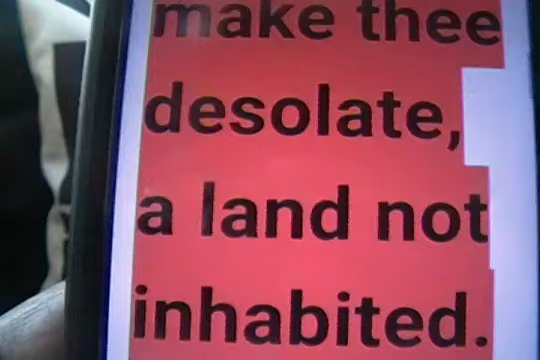 make thee
desolate,
a land not
inhabited.